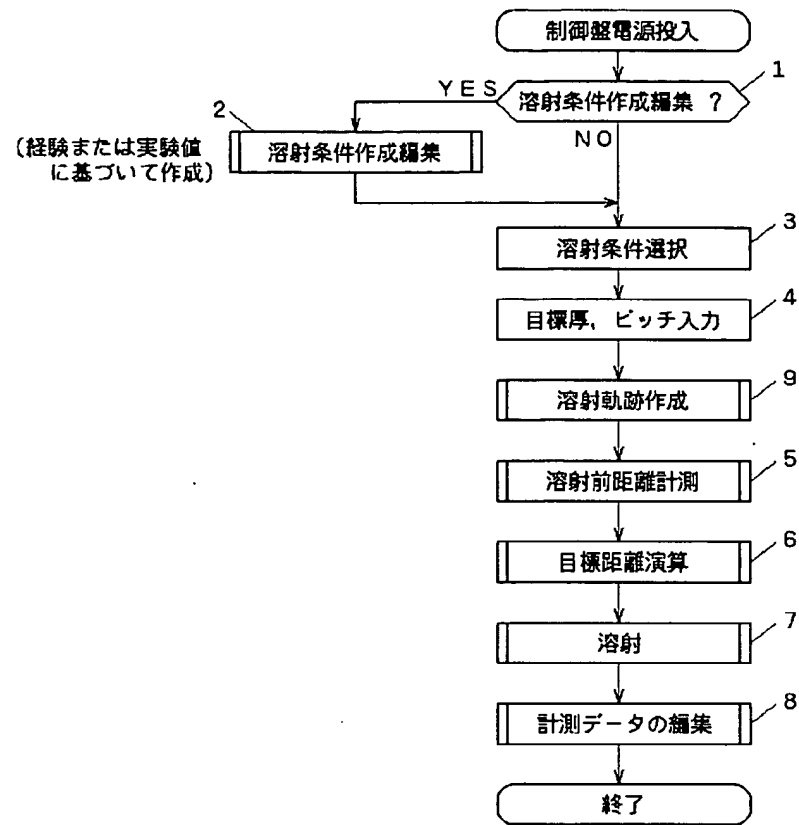 制御盤電源投入
1
YES
溶射条件作成編集 ?
2
NO
(経験または実験値
に基づいて作成)
溶射条件作成編集
3
溶射条件選択
4
目標厚,ピッチ入力
9
溶射軌跡作成
5
溶射前距離計測
6
目標距離演算
7
溶射
8
計測データの編集
終了